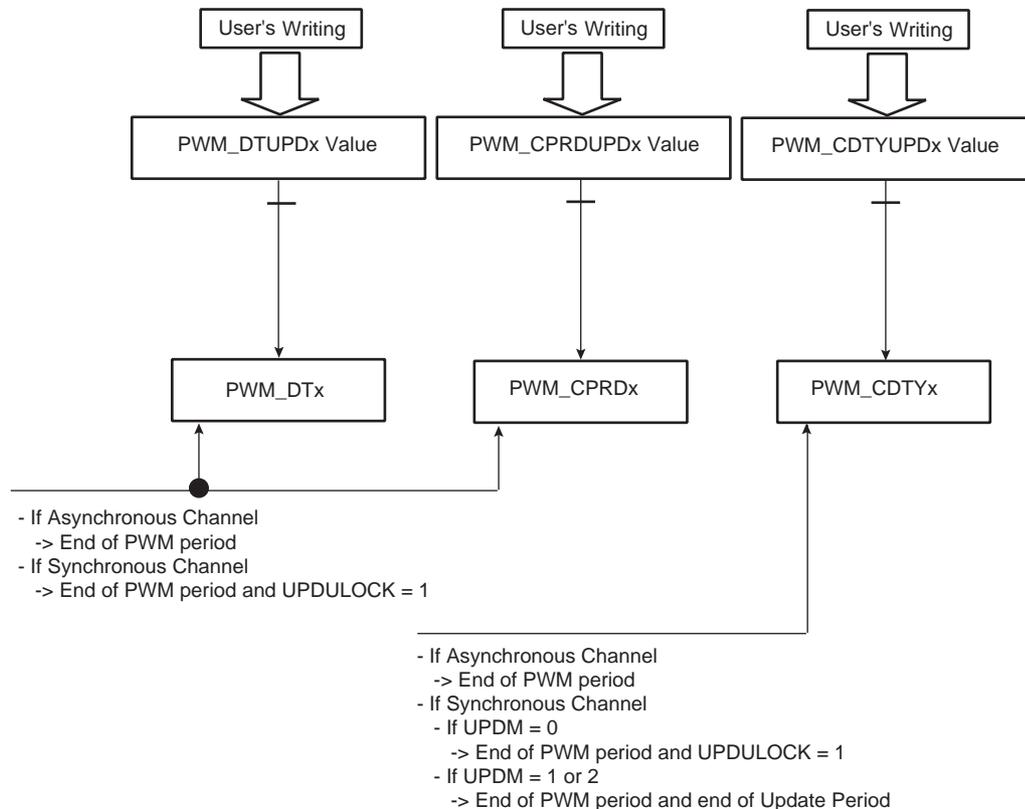 User's Writing
User's Writing
User's Writing
PWM_DTUPDx Value
PWM_CPRDUPDx Value
PWM_CDTYUPDx Value
PWM_DTx
PWM_CPRDx
PWM_CDTYx
- If Asynchronous Channel
-> End of PWM period
- If Synchronous Channel
-> End of PWM period and UPDULOCK = 1
- If Asynchronous Channel
-> End of PWM period
- If Synchronous Channel
- If UPDM = 0
-> End of PWM period and UPDULOCK = 1
- If UPDM = 1 or 2
-> End of PWM period and end of Update Period